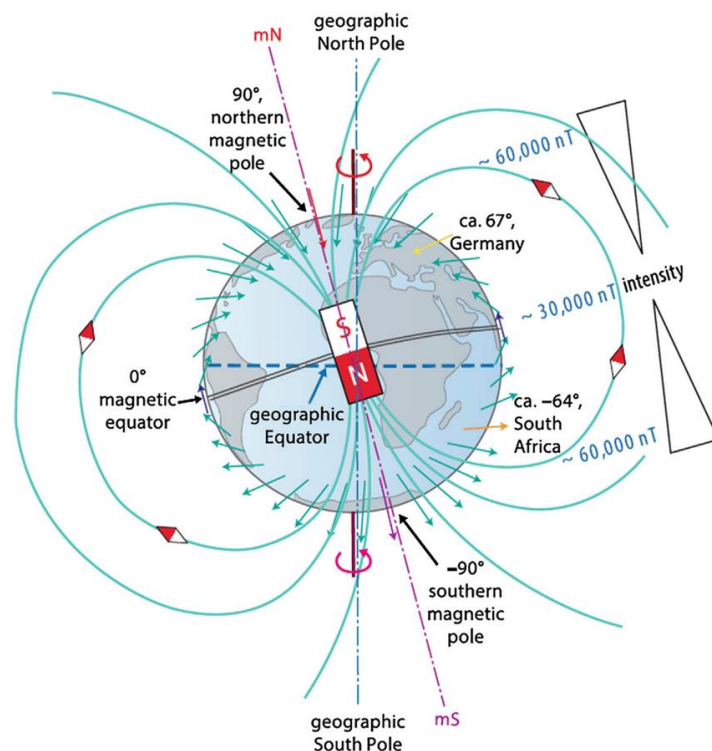 geographic
North Pole
mN
90°,
northern
magnetic
pole
~ 60,000 nT
ca. 67°,
Germany
intensity
~ 30,000 nT
S
N
0°
magnetic
equator
geographic
Equator
ca. –64°,
South
Africa
~ 60,000 nT
–90°
southern
magnetic
pole
geographic
South Pole
mS